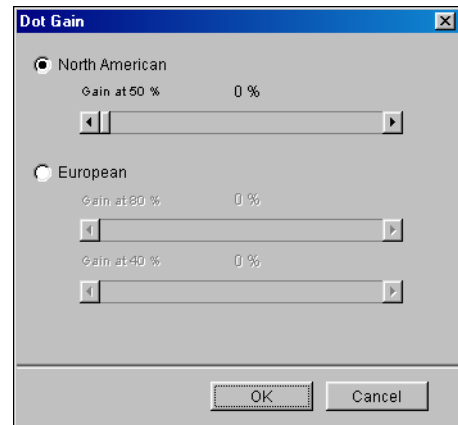 Dot Gain
North American
Gain at 50 % 0 %
European
Gain at 80 % 0 %
Gain at 40 % 0 %
OK Cancel